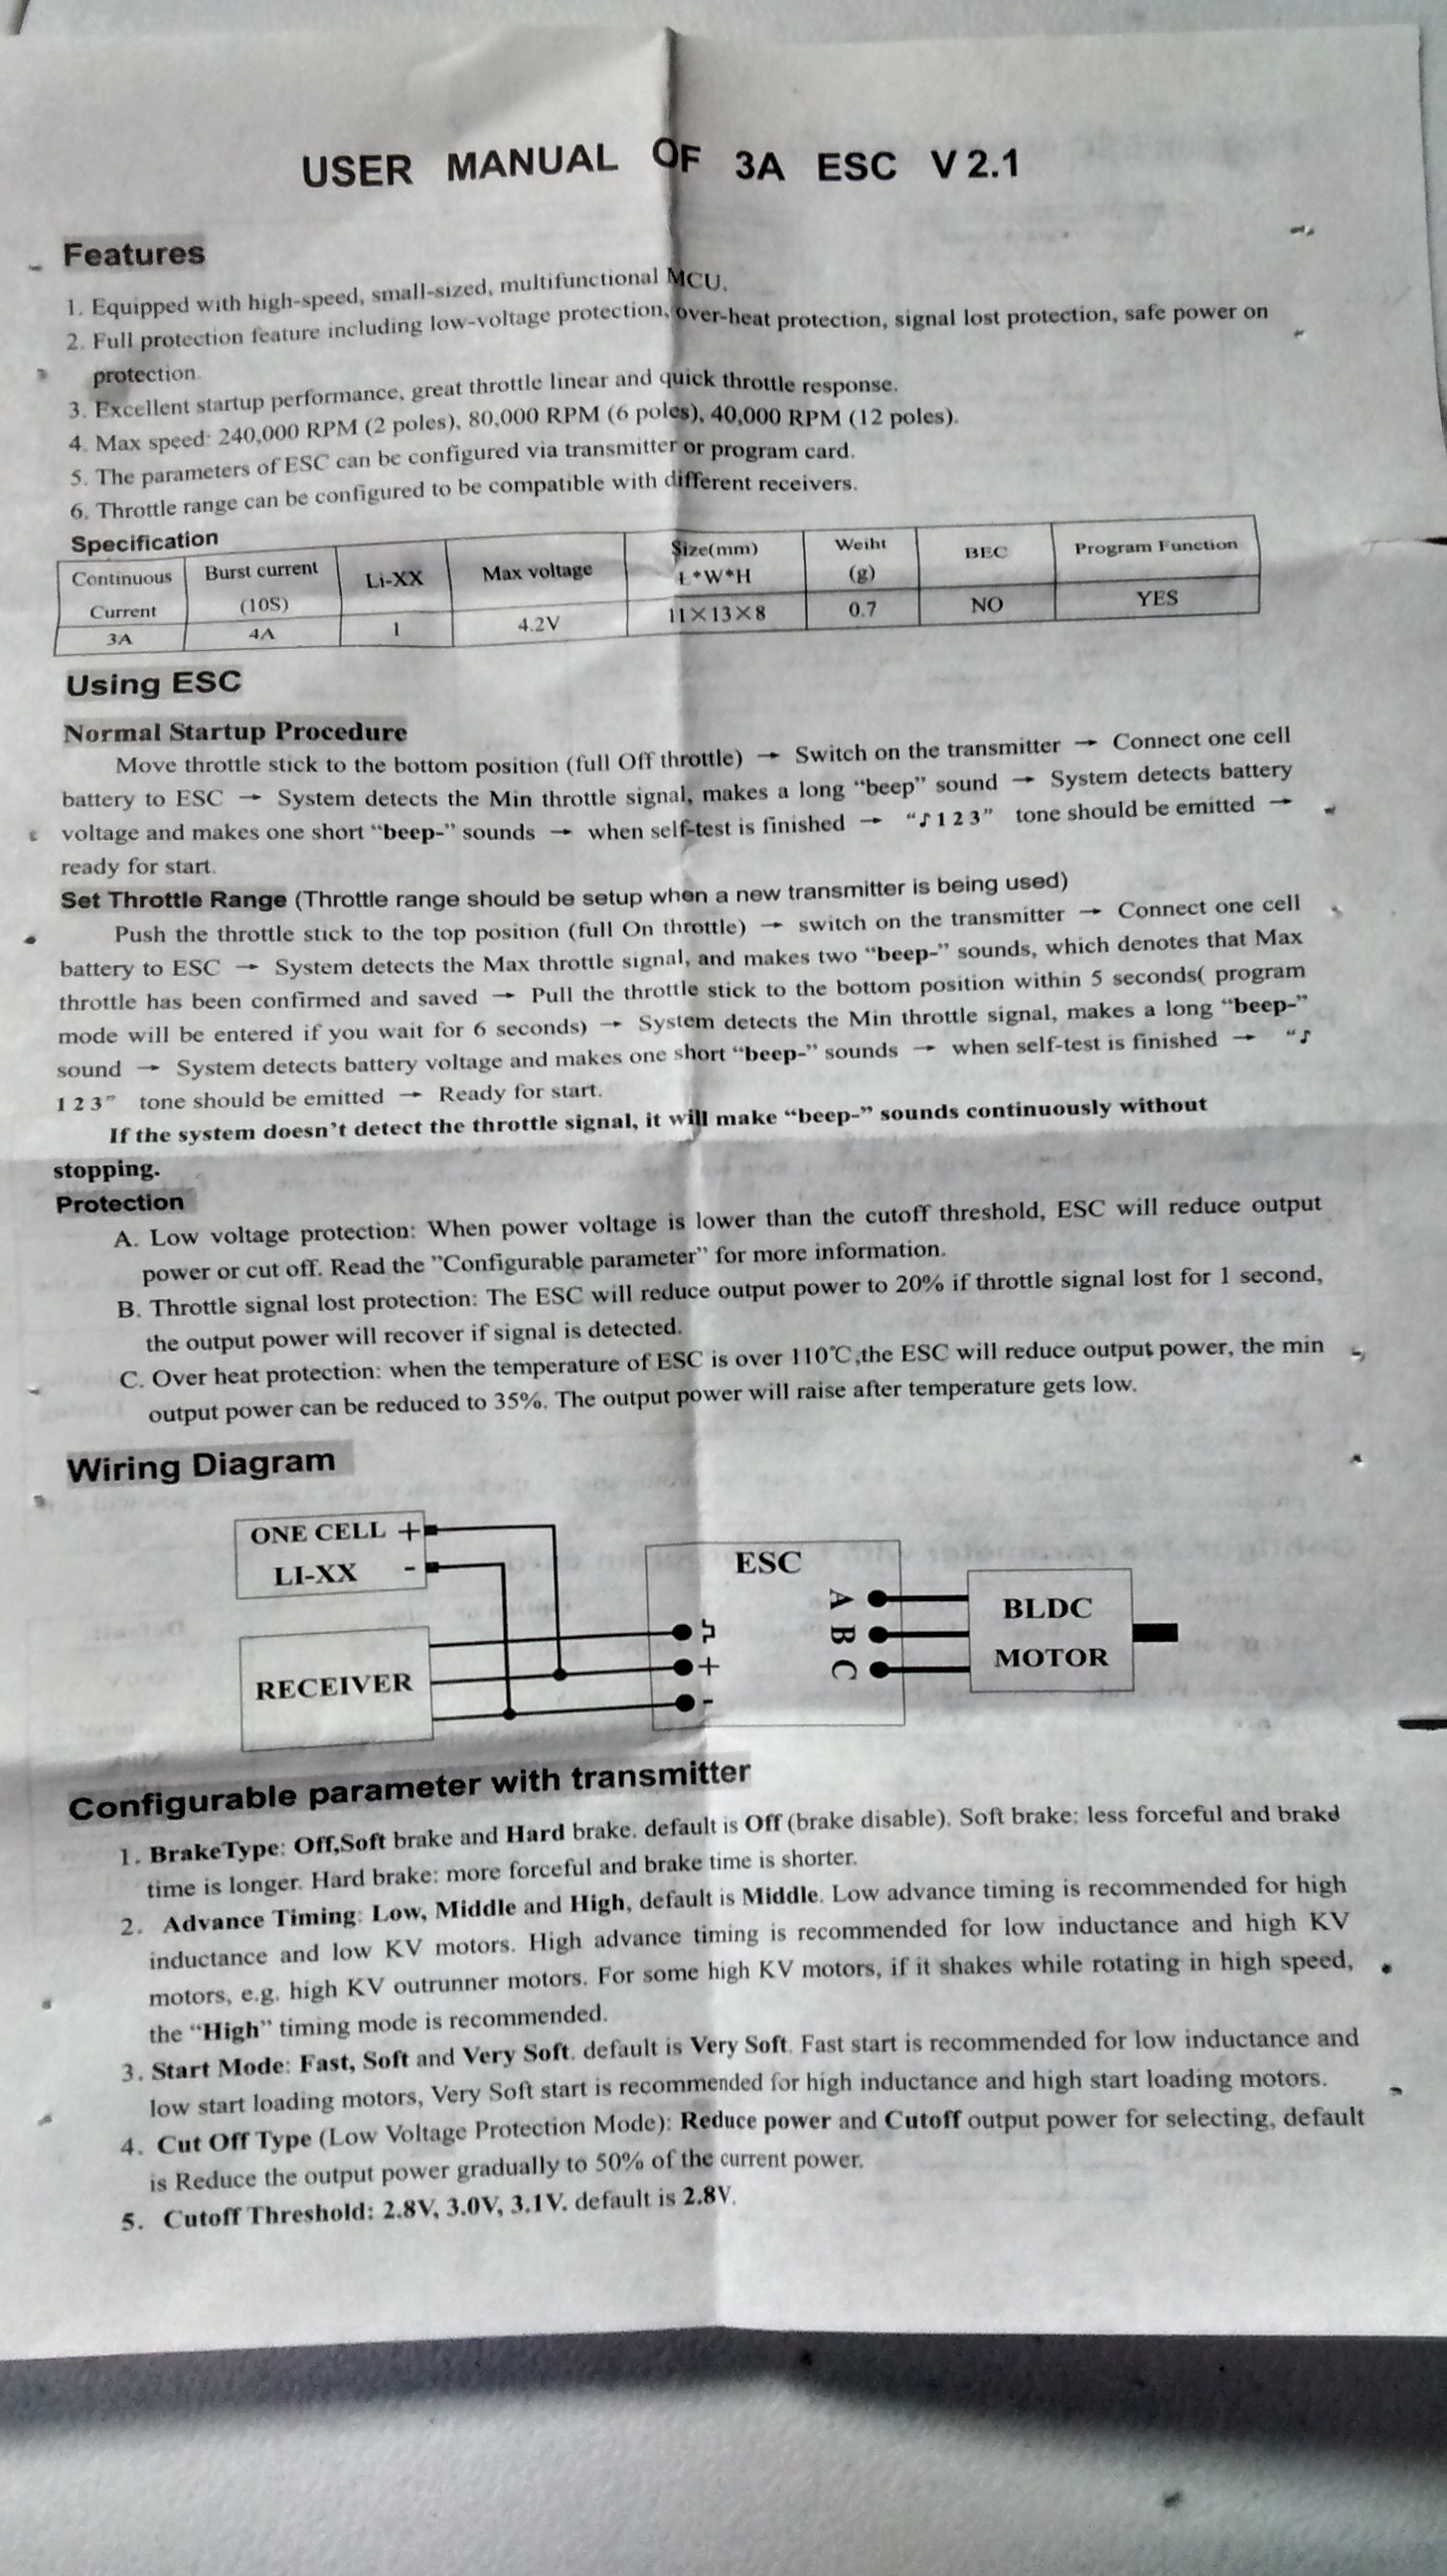 USER MANUAL OF 3A ESC V 2.1
Features
1. Equipped with high-speed, small-sized, multifunctional MCU.
2. Full protection feature including low-voltage protection, over-heat protection, signal lost protection, safe power on
protection.
3. Excellent startup performance, great throttle linear and quick throttle response.
4. Max speed: 240,000 RPM (2 poles), 80,000 RPM (6 poles), 40,000 RPM (12 poles).
5. The parameters of ESC can be configured via transmitter or program card.
6. Throttle range can be configured to be compatible with different receivers.
Specification
Continuous Current Burst current (10S) Li-XX Max voltage Size(mm) L*W*H Weiht (g) BEC Program Function
3A 4A 1 4.2V 11×13×8 0.7 NO YES
Using ESC
Normal Startup Procedure
Move throttle stick to the bottom position (full Off throttle) → Switch on the transmitter → Connect one cell
battery to ESC → System detects the Min throttle signal, makes a long “beep” sound → System detects battery
voltage and makes one short “beep-” sounds → when self-test is finished → “♪ 1 2 3” tone should be emitted →
ready for start.
Set Throttle Range (Throttle range should be setup when a new transmitter is being used)
Push the throttle stick to the top position (full On throttle) → switch on the transmitter → Connect one cell
battery to ESC → System detects the Max throttle signal, and makes two “beep-” sounds, which denotes that Max
throttle has been confirmed and saved → Pull the throttle stick to the bottom position within 5 seconds( program
mode will be entered if you wait for 6 seconds) → System detects the Min throttle signal, makes a long “beep-”
sound → System detects battery voltage and makes one short “beep-” sounds → when self-test is finished → “♪
1 2 3” tone should be emitted → Ready for start.
If the system doesn’t detect the throttle signal, it will make “beep-” sounds continuously without
stopping.
Protection
A. Low voltage protection: When power voltage is lower than the cutoff threshold, ESC will reduce output
power or cut off. Read the ”Configurable parameter” for more information.
B. Throttle signal lost protection: The ESC will reduce output power to 20% if throttle signal lost for 1 second,
the output power will recover if signal is detected.
C. Over heat protection: when the temperature of ESC is over 110℃,the ESC will reduce output power, the min
output power can be reduced to 35%. The output power will raise after temperature gets low.
Wiring Diagram
ONE CELL +
LI-XX -
RECEIVER
ESC
+
-
A
B
C
BLDC
MOTOR
Configurable parameter with transmitter
1. BrakeType: Off,Soft brake and Hard brake. default is Off (brake disable). Soft brake: less forceful and brakd
time is longer. Hard brake: more forceful and brake time is shorter.
2. Advance Timing: Low, Middle and High, default is Middle. Low advance timing is recommended for high
inductance and low KV motors. High advance timing is recommended for low inductance and high KV
motors, e.g. high KV outrunner motors. For some high KV motors, if it shakes while rotating in high speed,
the “High” timing mode is recommended.
3. Start Mode: Fast, Soft and Very Soft. default is Very Soft. Fast start is recommended for low inductance and
low start loading motors, Very Soft start is recommended for high inductance and high start loading motors.
4. Cut Off Type (Low Voltage Protection Mode): Reduce power and Cutoff output power for selecting, default
is Reduce the output power gradually to 50% of the current power.
5. Cutoff Threshold: 2.8V, 3.0V, 3.1V. default is 2.8V.